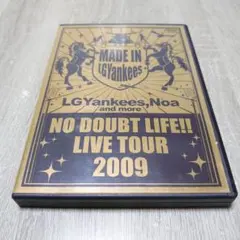 MADE IN
LGYankees
LGYankees,Noa
and more
NO DOUBT LIFE!!
LIVE TOUR
2009